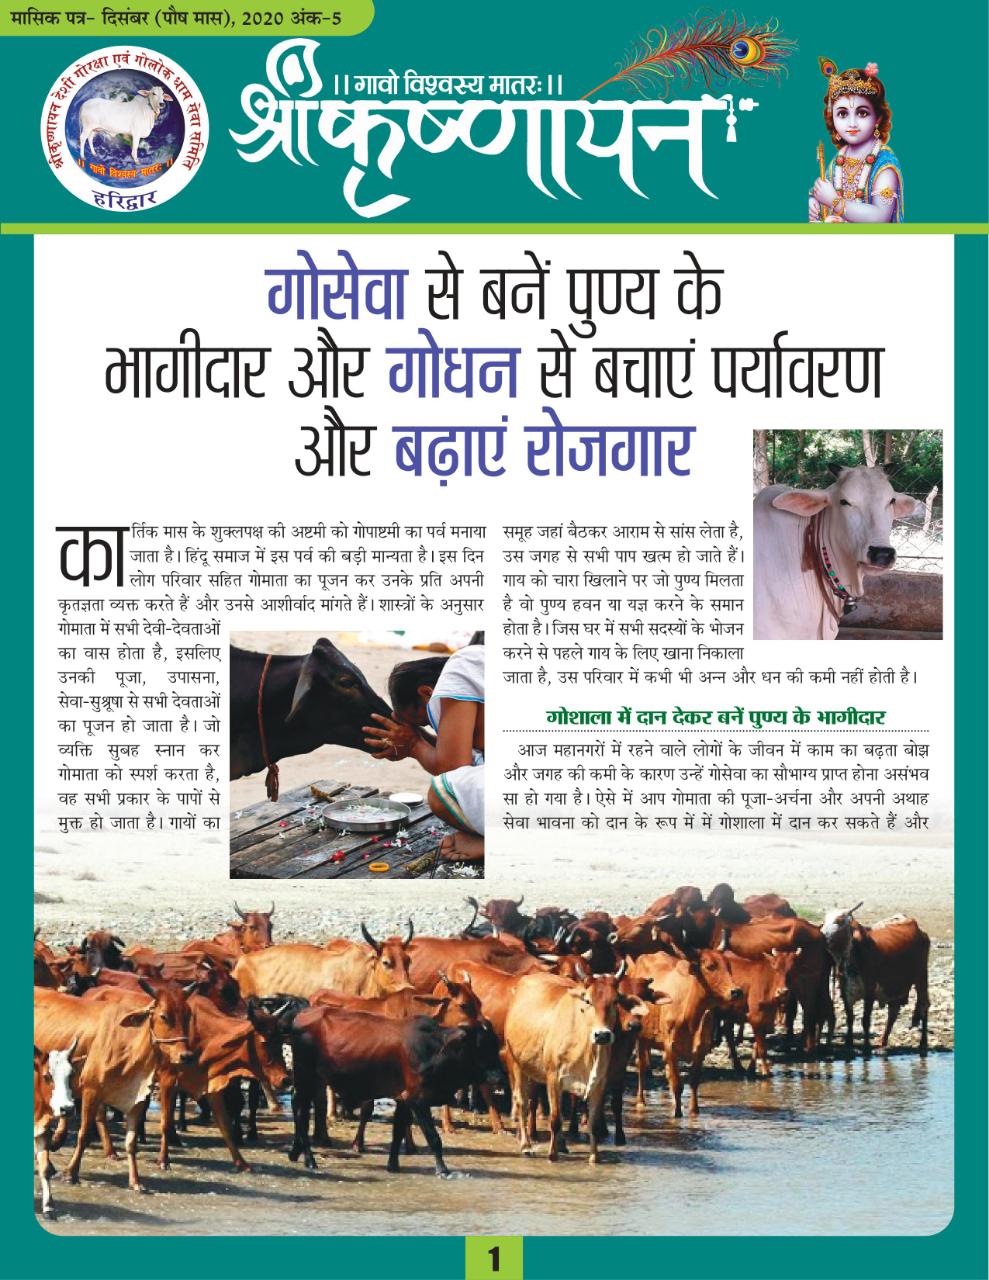 मासिक पत्र- दिसंबर (पौष मास), 2020 अंक-5
श्रीकृष्णायन देशी गोरक्षा एवं गोलोक धाम सेवा समिति
।। गावो विश्वस्य मातरः ।।
हरिद्वार
।। गावो विश्वस्य मातरः ।।
श्रीकृष्णायन
गोसेवा से बनें पुण्य के
भागीदार और गोधन से बचाएं पर्यावरण
और बढ़ाएं रोजगार
कार्तिक मास के शुक्लपक्ष की अष्टमी को गोपाष्टमी का पर्व मनाया
जाता है। हिंदू समाज में इस पर्व की बड़ी मान्यता है। इस दिन
लोग परिवार सहित गोमाता का पूजन कर उनके प्रति अपनी
कृतज्ञता व्यक्त करते हैं और उनसे आशीर्वाद मांगते हैं। शास्त्रों के अनुसार
गोमाता में सभी देवी-देवताओं
का वास होता है, इसलिए
उनकी पूजा, उपासना,
सेवा-सुश्रूषा से सभी देवताओं
का पूजन हो जाता है। जो
व्यक्ति सुबह स्नान कर
गोमाता को स्पर्श करता है,
वह सभी प्रकार के पापों से
मुक्त हो जाता है। गायों का
समूह जहां बैठकर आराम से सांस लेता है,
उस जगह से सभी पाप खत्म हो जाते हैं।
गाय को चारा खिलाने पर जो पुण्य मिलता
है वो पुण्य हवन या यज्ञ करने के समान
होता है। जिस घर में सभी सदस्यों के भोजन
करने से पहले गाय के लिए खाना निकाला
जाता है, उस परिवार में कभी भी अन्न और धन की कमी नहीं होती है।
गोशाला में दान देकर बनें पुण्य के भागीदार
आज महानगरों में रहने वाले लोगों के जीवन में काम का बढ़ता बोझ
और जगह की कमी के कारण उन्हें गोसेवा का सौभाग्य प्राप्त होना असंभव
सा हो गया है। ऐसे में आप गोमाता की पूजा-अर्चना और अपनी अथाह
सेवा भावना को दान के रूप में में गोशाला में दान कर सकते हैं और
1